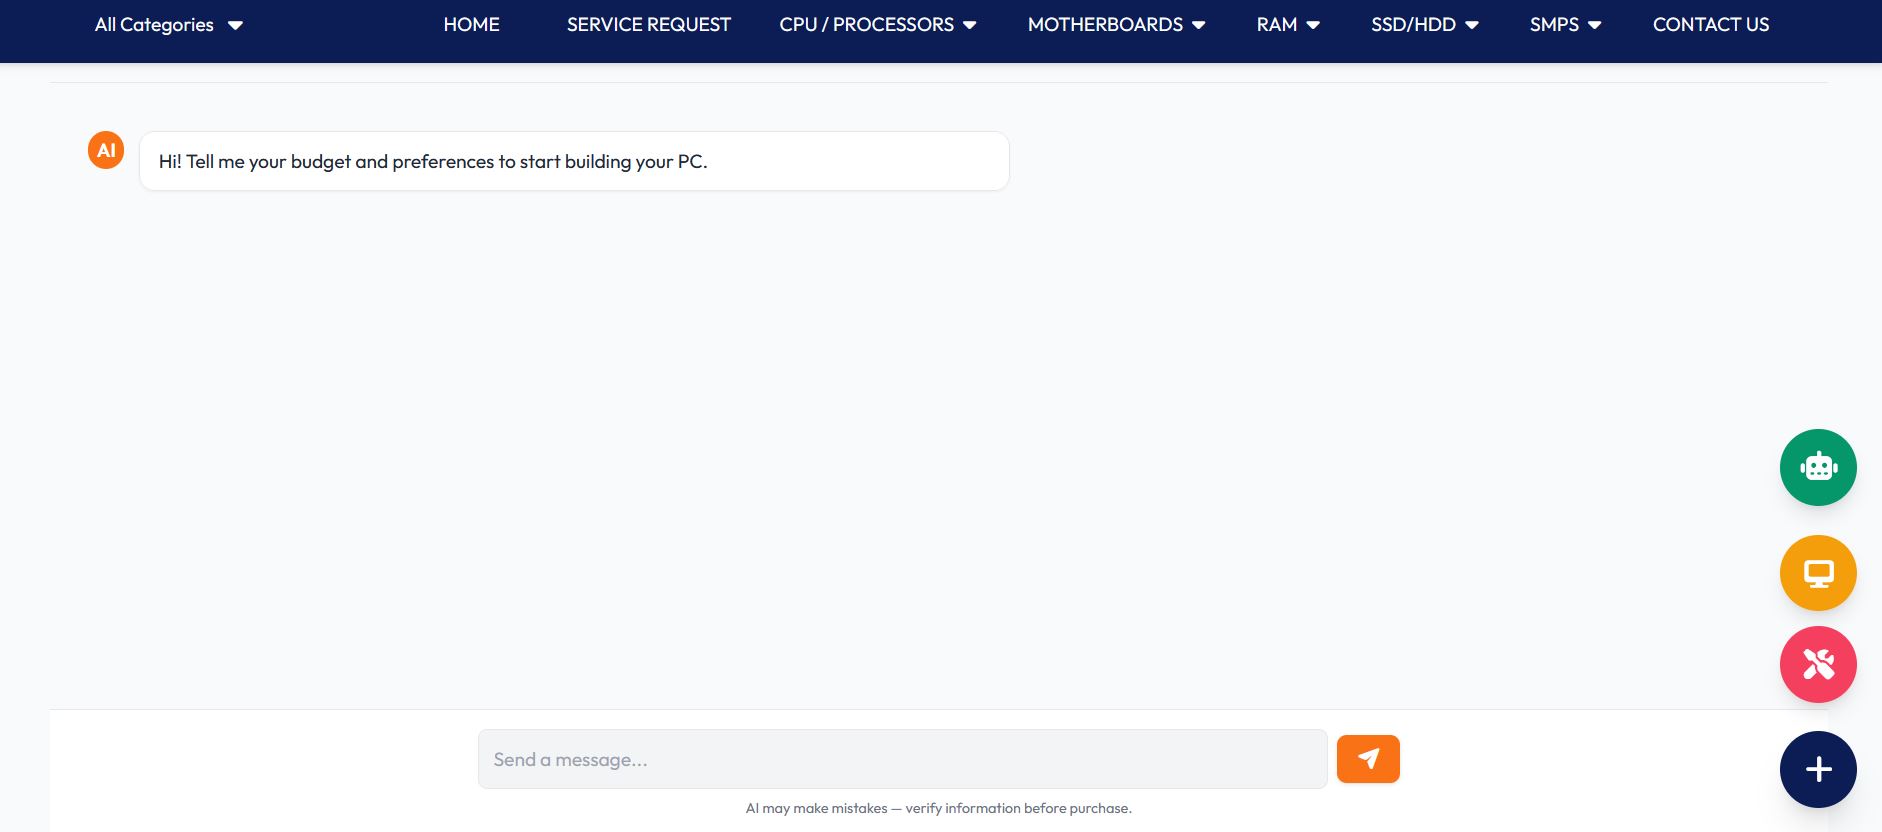 All Categories
HOME
SERVICE REQUEST
CPU / PROCESSORS
MOTHERBOARDS
RAM
SSD/HDD
SMPS
CONTACT US
AI
Hi! Tell me your budget and preferences to start building your PC.
Send a message...
AI may make mistakes — verify information before purchase.